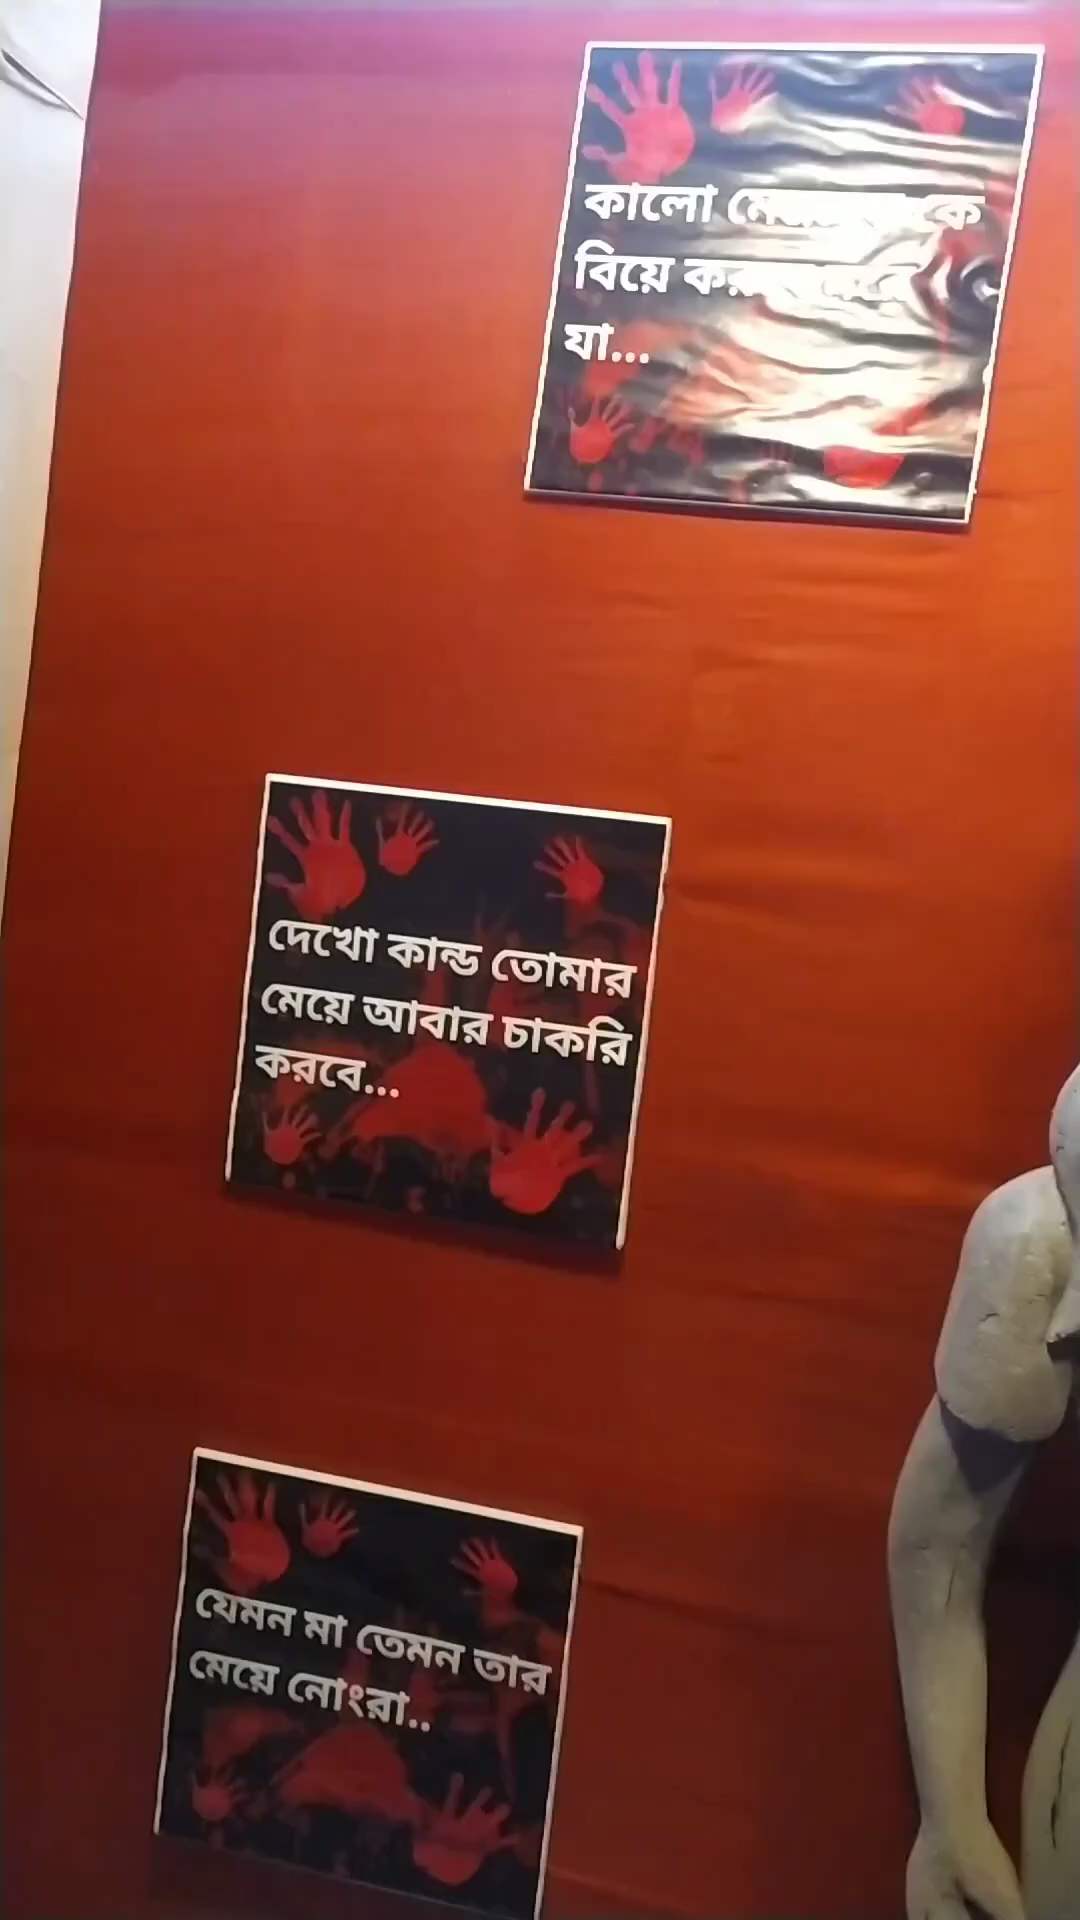 কালো
বিয়ে
যা...
দেখো কান্ড তোমার
মেয়ে আবার চাকরি
করবে...
যেমন মা তেমন তার
মেয়ে নোংরা..